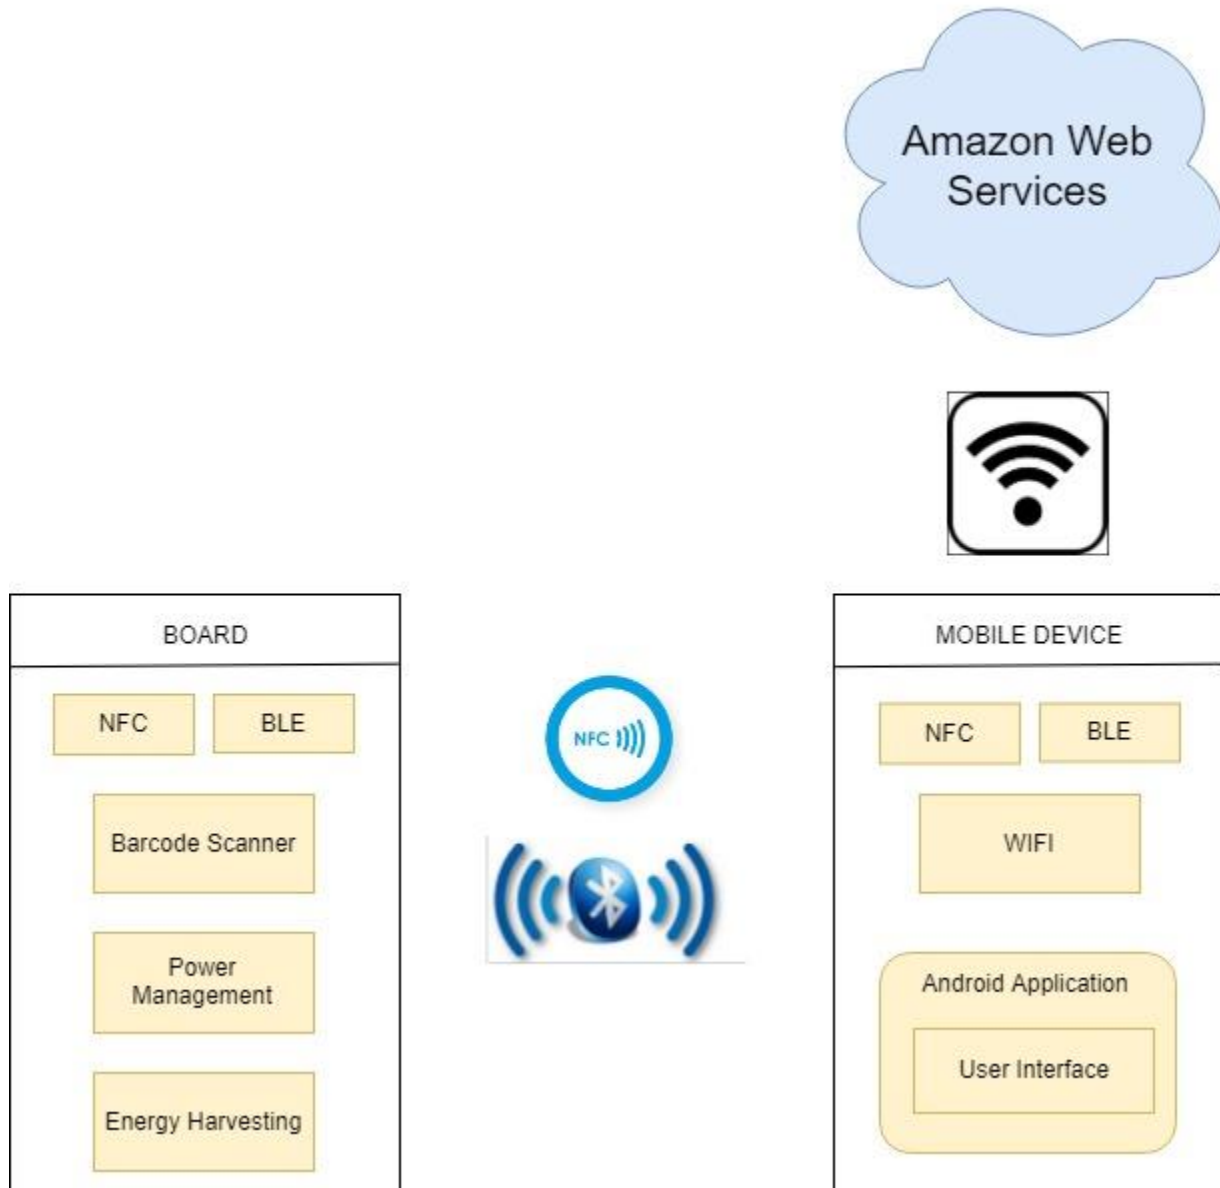 Amazon Web
Services
BOARD
NFC
BLE
Barcode Scanner
Power
Management
Energy Harvesting
NFC
MOBILE DEVICE
NFC
BLE
WIFI
Android Application
User Interface